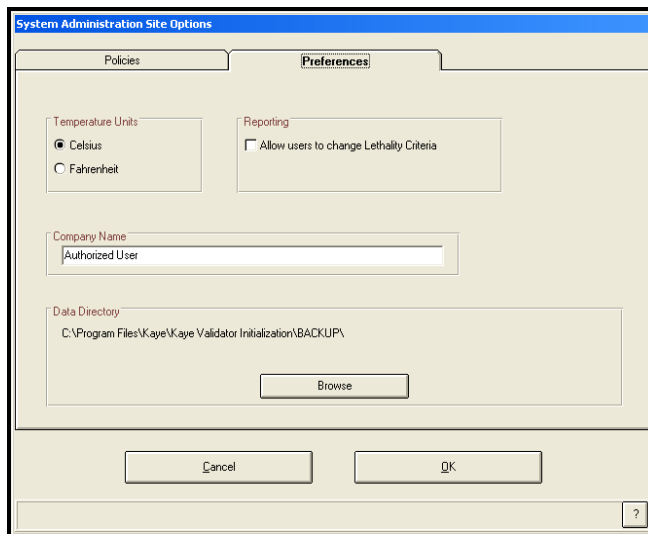 System Administration Site Options
Policies
Preferences
Temperature Units
Celsius
Fahrenheit
Reporting
Allow users to change Lethality Criteria
Company Name
Authorized User
Data Directory
C:\Program Files\Kaye\Kaye Validator Initialization\BACKUP\
Browse
Cancel
OK
?